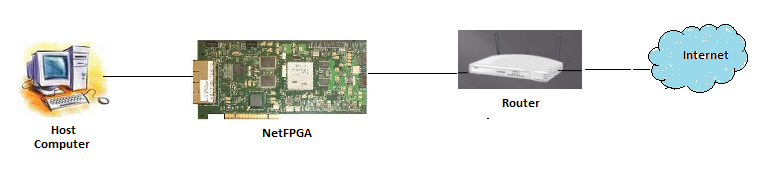 Host
Computer
NetFPGA
Router
Internet